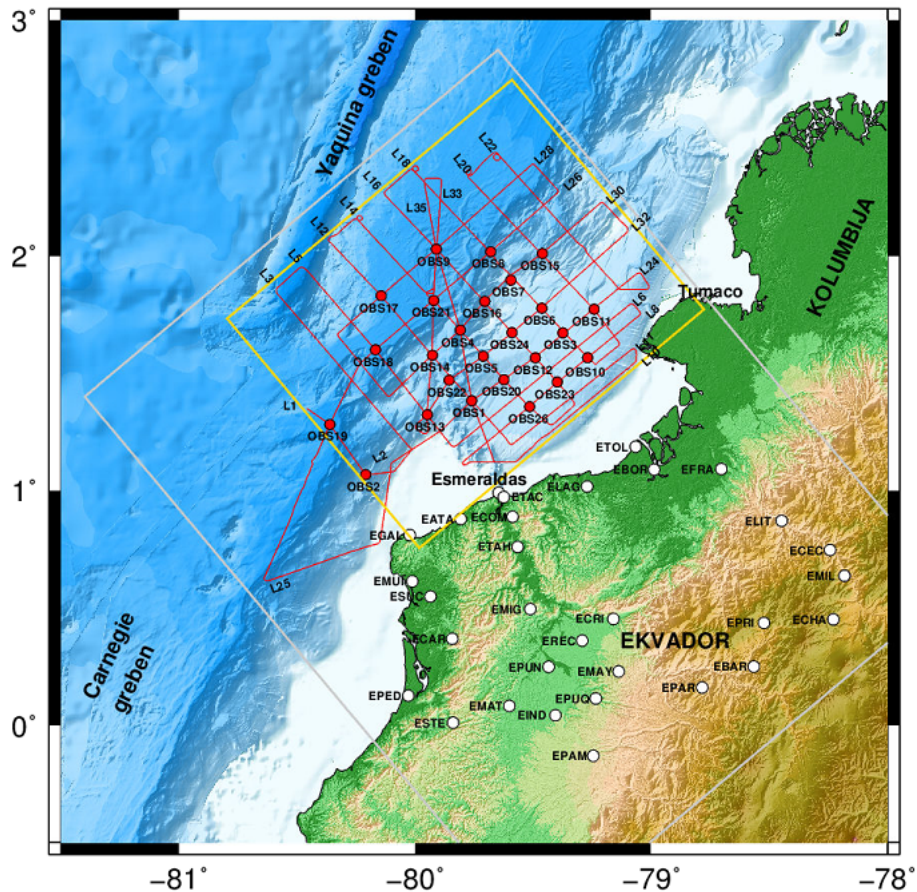 3°
2°
1°
0°
−81°
−80°
−79°
−78°
Yaquina greben
Carnegie
greben
KOLUMBIJA
Tumaco
Esmeraldas
EKVADOR
L18
L22
L28
L20
L16
L33
L26
L14
L35
L30
L12
L32
L5
L3
L24
L6
L8
L1
L2
L25
OBS9
OBS8
OBS15
OBS7
OBS17
OBS21
OBS16
OBS6
OBS11
OBS4
OBS24
OBS3
OBS18
OBS14
OBS5
OBS12
OBS10
OBS22
OBS20
OBS23
OBS1
OBS26
OBS13
OBS19
OBS2
ETOL
EBOR
EFRA
ELAG
ETAC
ECOM
EATA
EGAL
ETAH
ELIT
ECEC
EMIL
EMUI
ESUC
EMIG
ECRI
EPRI
ECHA
ECAR
EREC
EPUN
EMAY
EBAR
EPED
EMAT
EPUQ
EPAR
ESTE
EIND
EPAM